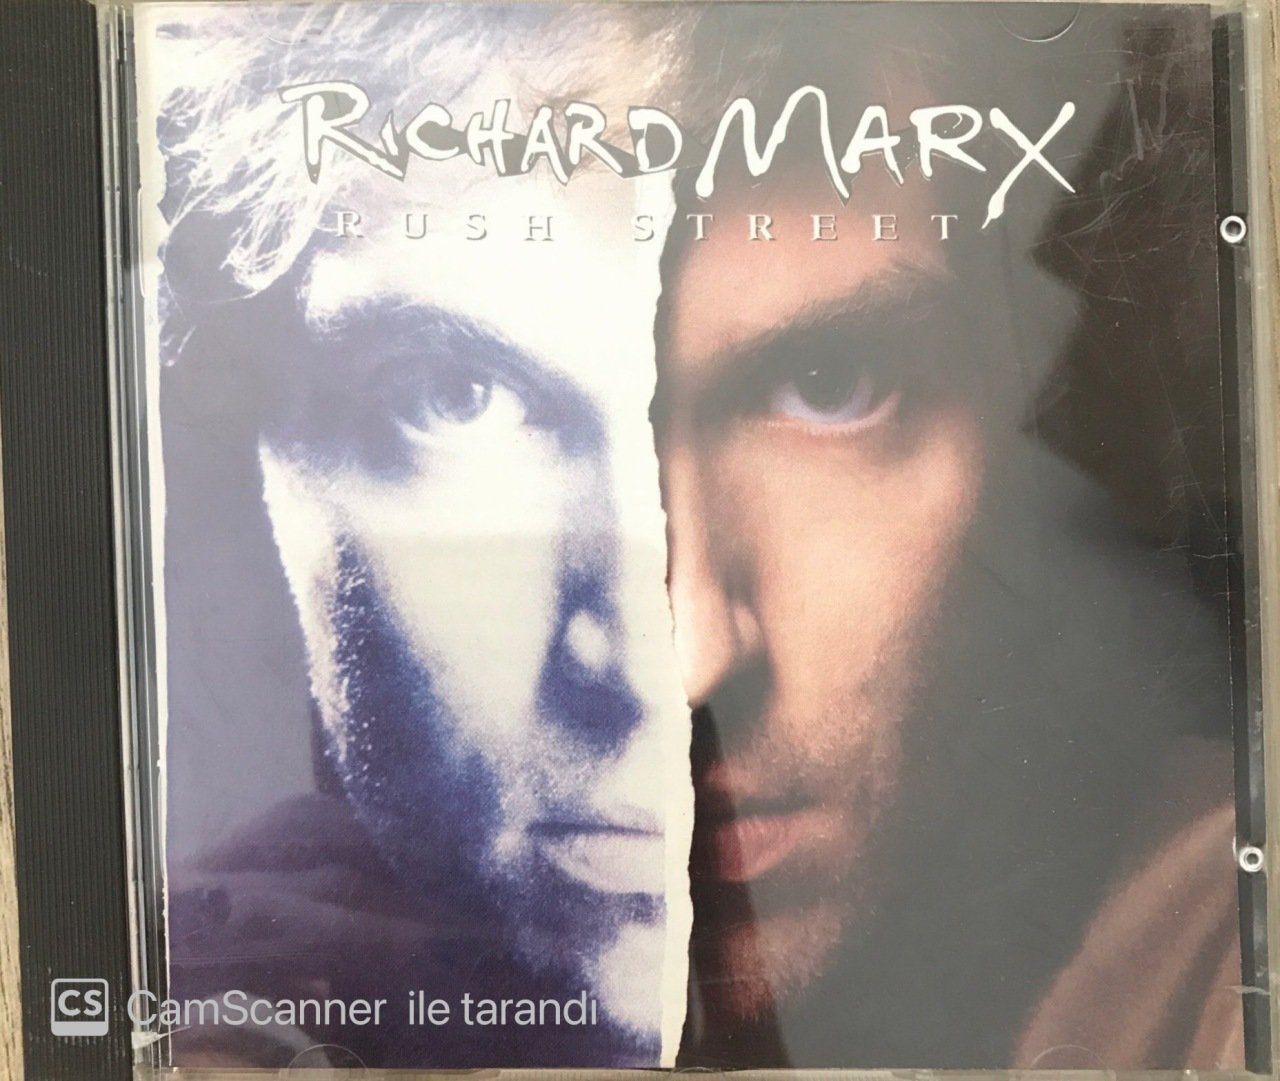 RICHARD MARX
RUSH STREET
CS CamScanner ile tarandı